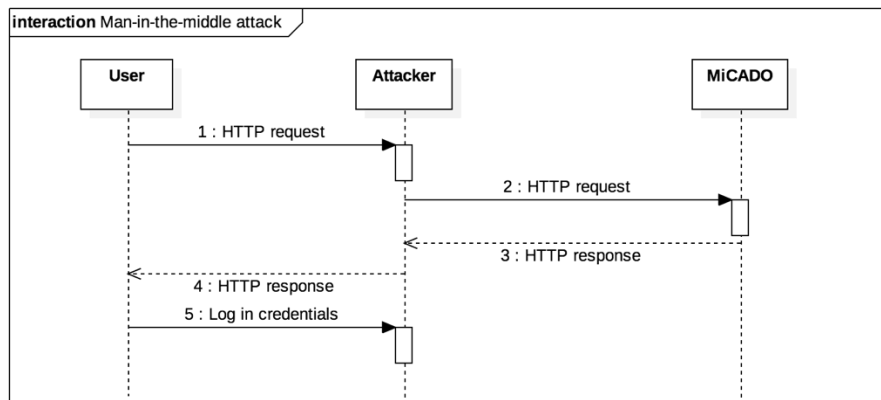 interaction Man-in-the-middle attack
User
Attacker
MiCADO
1 : HTTP request
2 : HTTP request
3 : HTTP response
4 : HTTP response
5 : Log in credentials